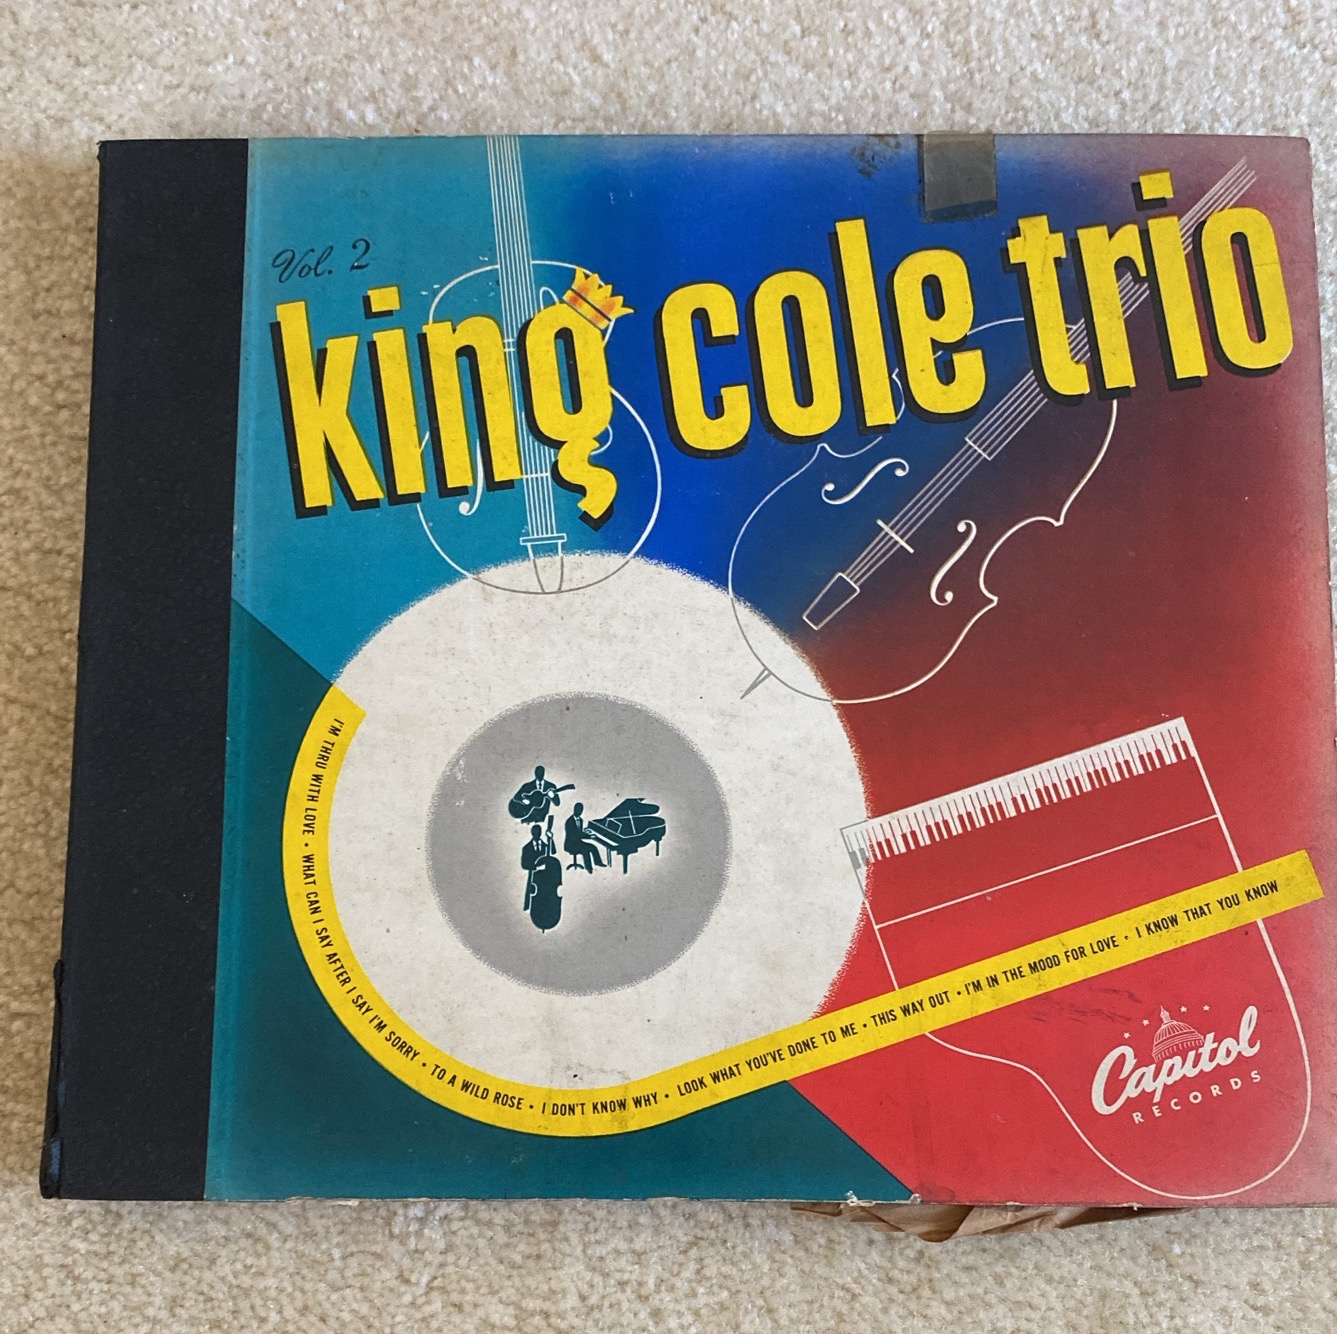 Vol. 2
king cole trio
I'M THRU WITH LOVE • WHAT CAN I SAY AFTER I SAY I'M SORRY • TO A WILD ROSE • I DON'T KNOW WHY • LOOK WHAT YOU'VE DONE TO ME • THIS WAY OUT • I'M IN THE MOOD FOR LOVE • I KNOW THAT YOU KNOW
Capitol
RECORDS